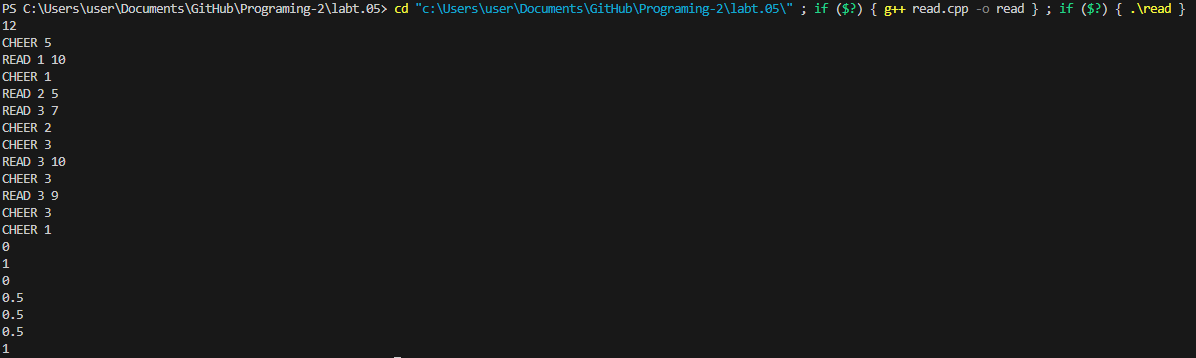 PS C:\Users\user\Documents\GitHub\Programing-2\labt.05> cd "c:\Users\user\Documents\GitHub\Programing-2\labt.05\" ; if ($?) { g++ read.cpp -o read } ; if ($?) { .\read }
12
CHEER 5
READ 1 10
CHEER 1
READ 2 5
READ 3 7
CHEER 2
CHEER 3
READ 3 10
CHEER 3
READ 3 9
CHEER 3
CHEER 1
0
1
0
0.5
0.5
0.5
1